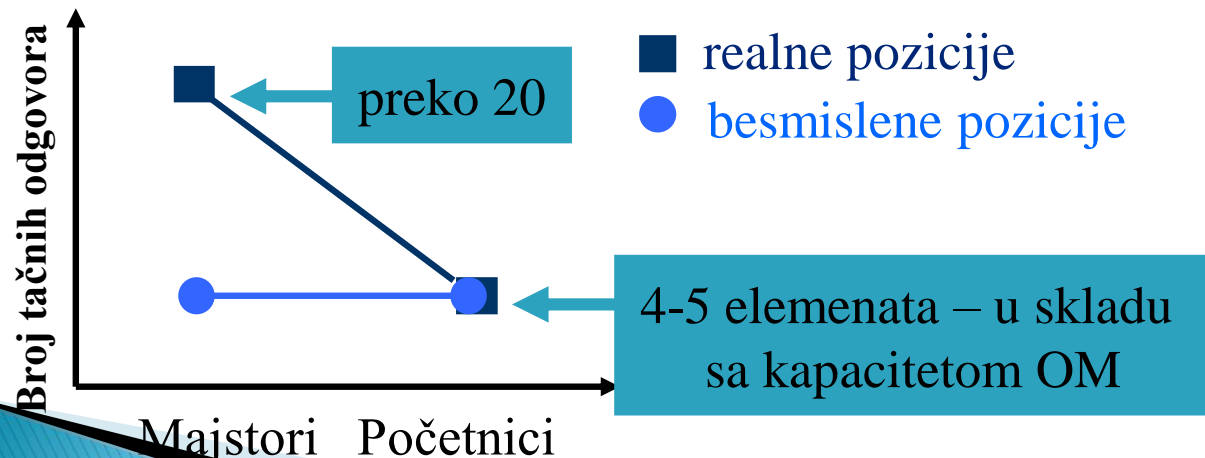 Broj tačnih odgovora
preko 20
realne pozicije
besmislene pozicije
4-5 elemenata – u skladu
sa kapacitetom OM
Majstori Početnici